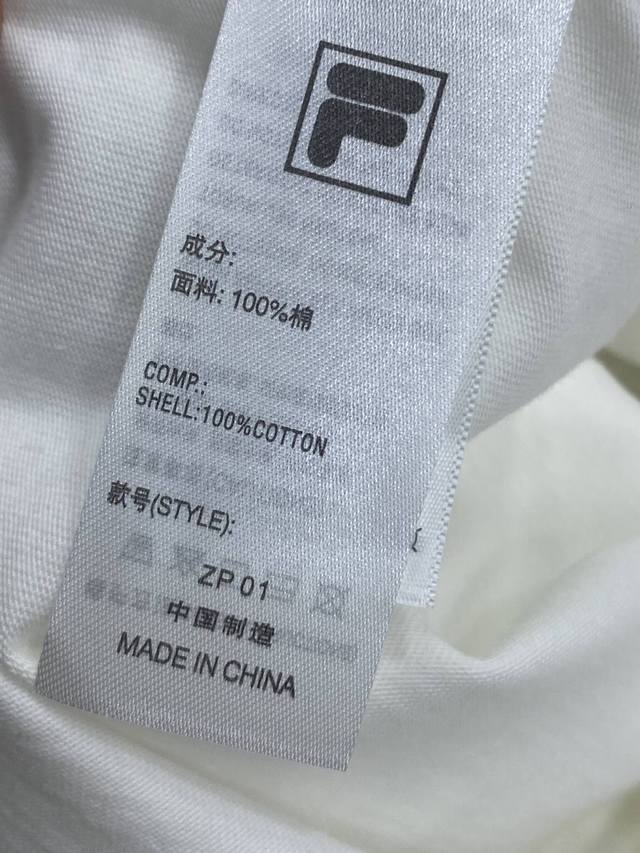 F
成分:
面料: 100%棉
COMP.:
SHELL:100%COTTON
款号(STYLE):
ZP 01
中国制造
MADE IN CHINA